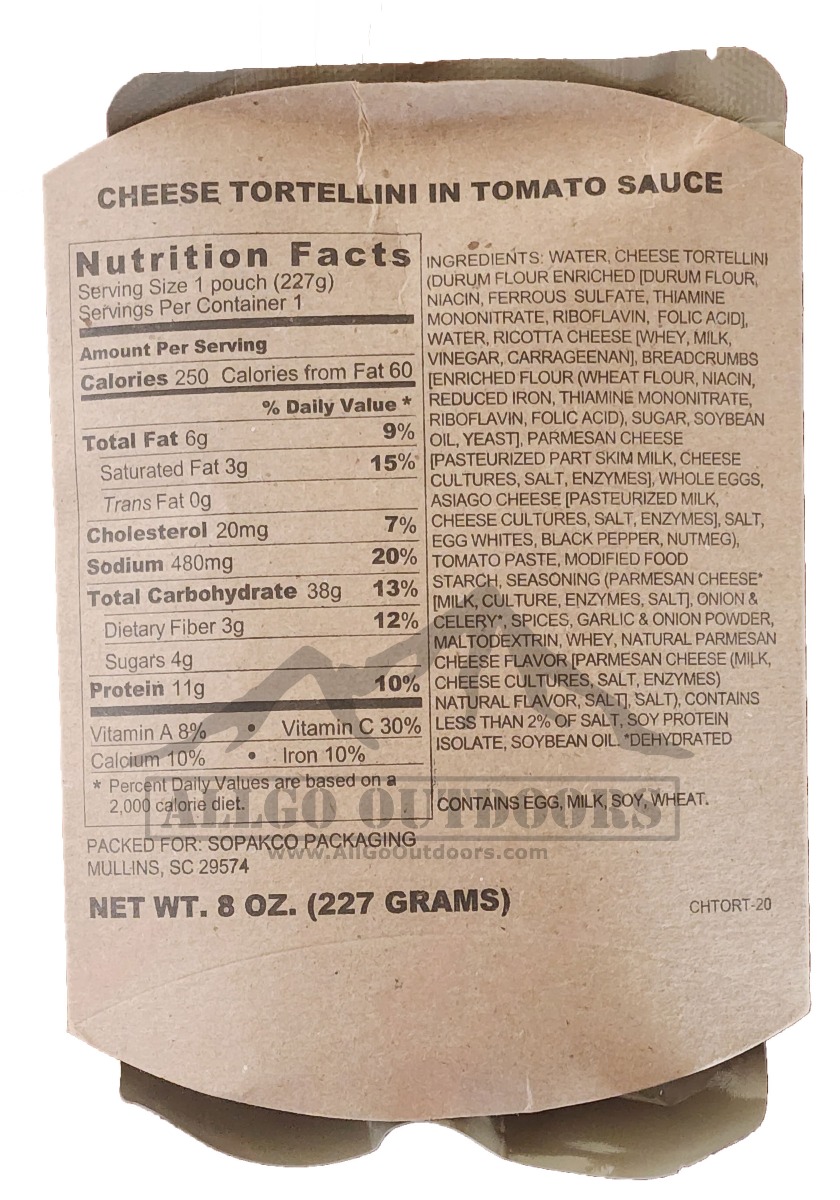 CHEESE TORTELLINI IN TOMATO SAUCE
Nutrition Facts
Serving Size 1 pouch (227g)
Servings Per Container 1
Amount Per Serving
Calories 250 Calories from Fat 60
% Daily Value *
Total Fat 6g 9%
Saturated Fat 3g 15%
Trans Fat 0g
Cholesterol 20mg 7%
Sodium 480mg 20%
Total Carbohydrate 38g 13%
Dietary Fiber 3g 12%
Sugars 4g
Protein 11g 10%
Vitamin A 8% • Vitamin C 30%
Calcium 10% • Iron 10%
* Percent Daily Values are based on a
2,000 calorie diet.
INGREDIENTS: WATER, CHEESE TORTELLINI
(DURUM FLOUR ENRICHED [DURUM FLOUR,
NIACIN, FERROUS SULFATE, THIAMINE
MONONITRATE, RIBOFLAVIN, FOLIC ACID],
WATER, RICOTTA CHEESE [WHEY, MILK,
VINEGAR, CARRAGEENAN], BREADCRUMBS
[ENRICHED FLOUR (WHEAT FLOUR, NIACIN,
REDUCED IRON, THIAMINE MONONITRATE,
RIBOFLAVIN, FOLIC ACID), SUGAR, SOYBEAN
OIL, YEAST], PARMESAN CHEESE
[PASTEURIZED PART SKIM MILK, CHEESE
CULTURES, SALT, ENZYMES], WHOLE EGGS,
ASIAGO CHEESE [PASTEURIZED MILK,
CHEESE CULTURES, SALT, ENZYMES], SALT,
EGG WHITES, BLACK PEPPER, NUTMEG),
TOMATO PASTE, MODIFIED FOOD
STARCH, SEASONING (PARMESAN CHEESE*
[MILK, CULTURE, ENZYMES, SALT], ONION &
CELERY*, SPICES, GARLIC & ONION POWDER,
MALTODEXTRIN, WHEY, NATURAL PARMESAN
CHEESE FLAVOR [PARMESAN CHEESE (MILK,
CHEESE CULTURES, SALT, ENZYMES)
NATURAL FLAVOR, SALT], SALT), CONTAINS
LESS THAN 2% OF SALT, SOY PROTEIN
ISOLATE, SOYBEAN OIL. *DEHYDRATED
CONTAINS EGG, MILK, SOY, WHEAT.
ALLGO OUTDOORS
www.AllGoOutdoors.com
PACKED FOR: SOPAKCO PACKAGING
MULLINS, SC 29574
NET WT. 8 OZ. (227 GRAMS)
CHTORT-20